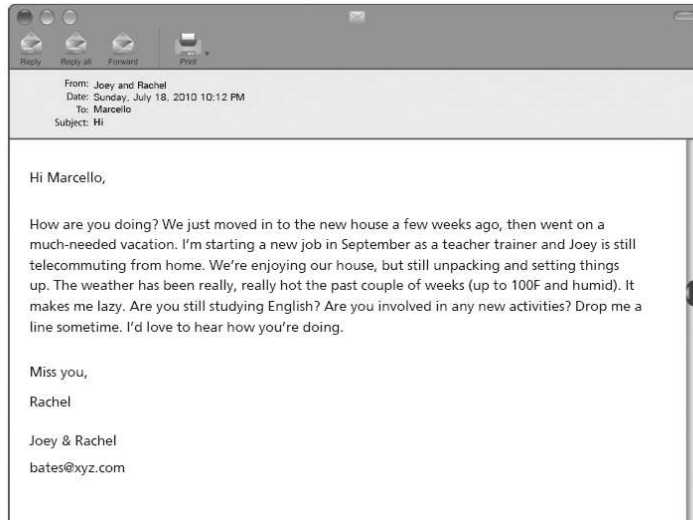 Reply Reply all Forward Print
From: Joey and Rachel
Date: Sunday, July 18, 2010 10:12 PM
To: Marcello
Subject: Hi
Hi Marcello,
How are you doing? We just moved in to the new house a few weeks ago, then went on a
much-needed vacation. I'm starting a new job in September as a teacher trainer and Joey is still
telecommuting from home. We're enjoying our house, but still unpacking and setting things
up. The weather has been really, really hot the past couple of weeks (up to 100F and humid). It
makes me lazy. Are you still studying English? Are you involved in any new activities? Drop me a
line sometime. I'd love to hear how you're doing.
Miss you,
Rachel
Joey & Rachel
bates@xyz.com